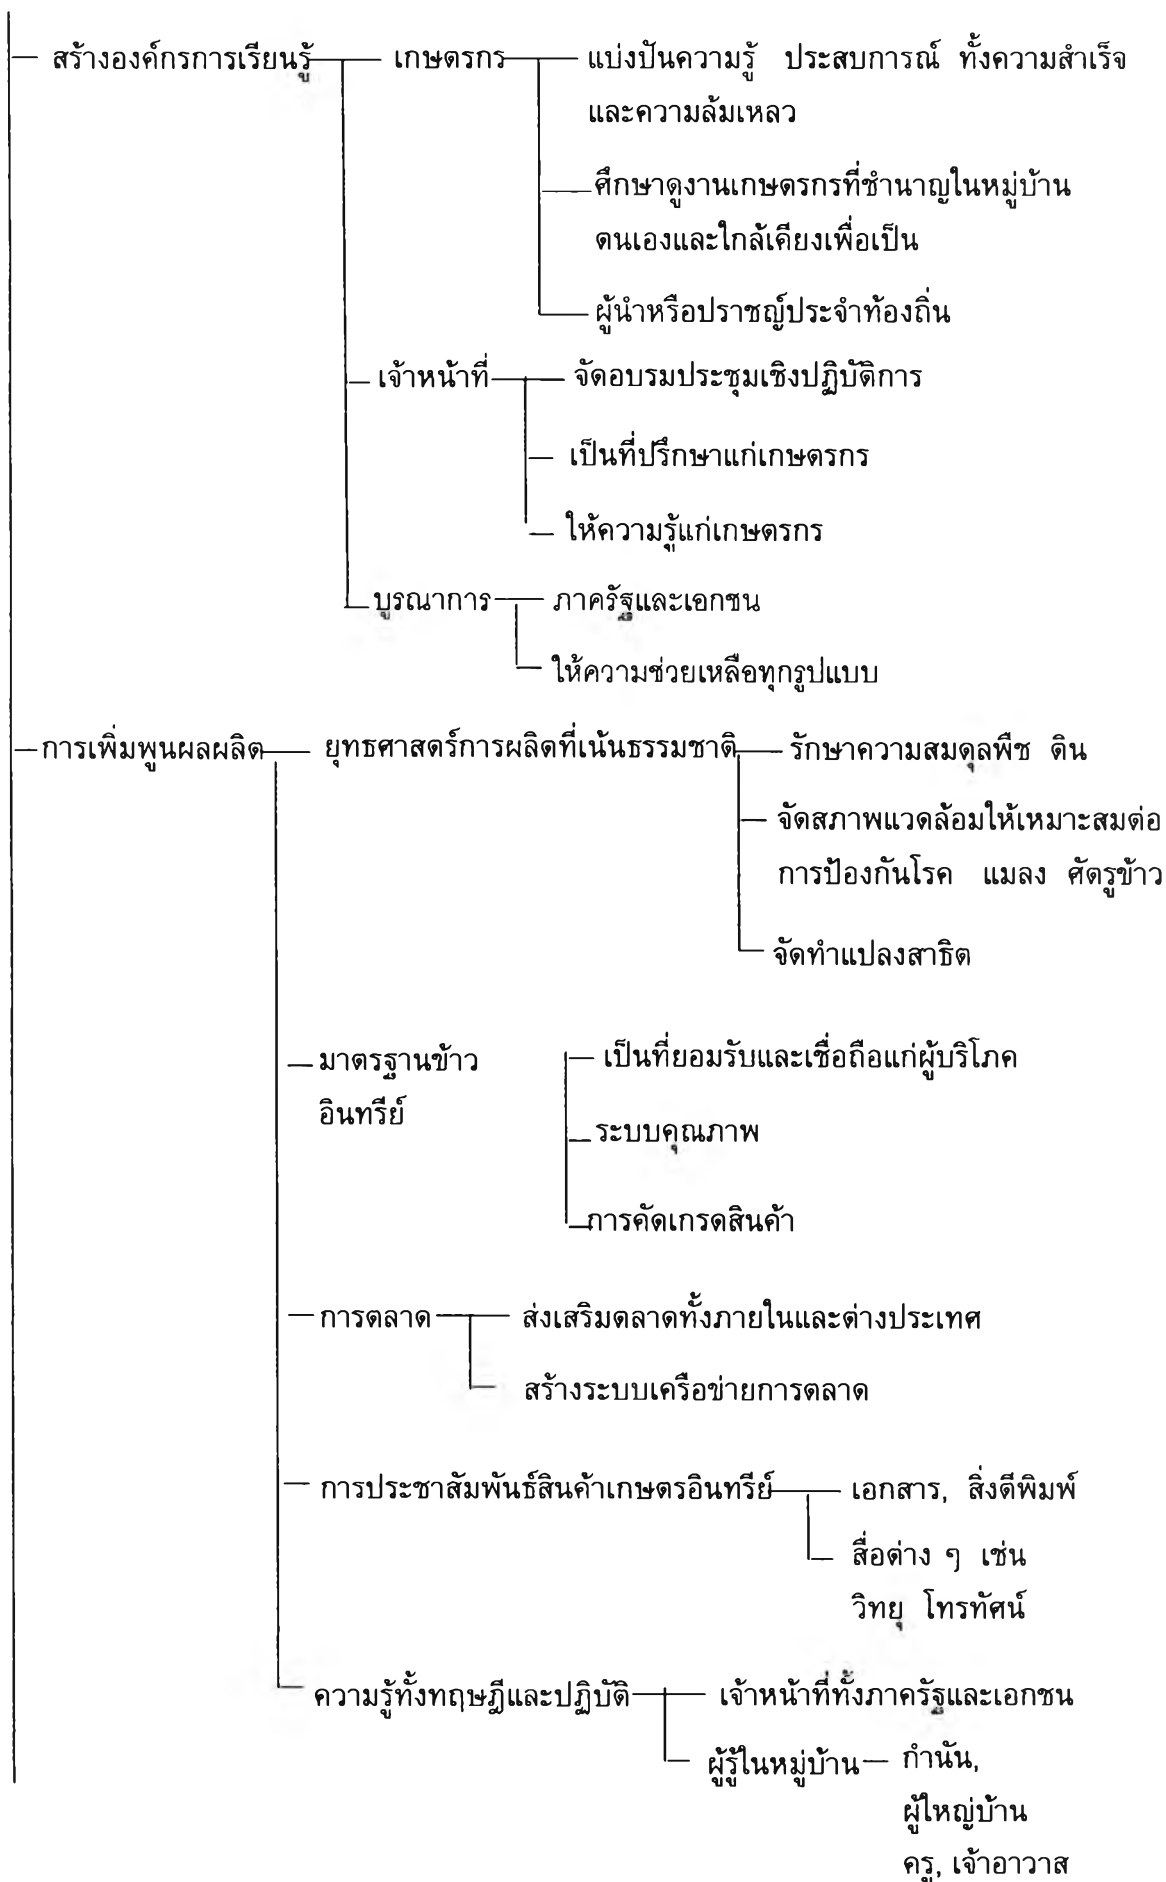 สร้างองค์กรการเรียนรู้ เกษตรกร แบ่งปันความรู้ ประสบการณ์ ทั้งความสำเร็จ
และความล้มเหลว
ศึกษาดูงานเกษตรกรที่ชำนาญในหมู่บ้าน
ตนเองและใกล้เคียงเพื่อเป็น
ผู้นำหรือปราชญ์ประจำท้องถิ่น
เจ้าหน้าที่ จัดอบรมประชุมเชิงปฏิบัติการ
เป็นที่ปรึกษาแก่เกษตรกร
ให้ความรู้แก่เกษตรกร
บูรณาการ ภาครัฐและเอกชน
ให้ความช่วยเหลือทุกรูปแบบ
การเพิ่มพูนผลผลิต ยุทธศาสตร์การผลิตที่เน้นธรรมชาติ รักษาความสมดุลพืช ดิน
จัดสภาพแวดล้อมให้เหมาะสมต่อ
การป้องกันโรค แมลง ศัตรูข้าว
จัดทำแปลงสาธิต
มาตรฐานข้าว เป็นที่ยอมรับและเชื่อถือแก่ผู้บริโภค
อินทรีย์
ระบบคุณภาพ
การคัดเกรดสินค้า
การตลาด ส่งเสริมตลาดทั้งภายในและต่างประเทศ
สร้างระบบเครือข่ายการตลาด
การประชาสัมพันธ์สินค้าเกษตรอินทรีย์ เอกสาร, สิ่งตีพิมพ์
สื่อต่าง ๆ เช่น
วิทยุ โทรทัศน์
ความรู้ทั้งทฤษฎีและปฏิบัติ เจ้าหน้าที่ทั้งภาครัฐและเอกชน
ผู้รู้ในหมู่บ้าน กำนัน,
ผู้ใหญ่บ้าน
ครู, เจ้าอาวาส